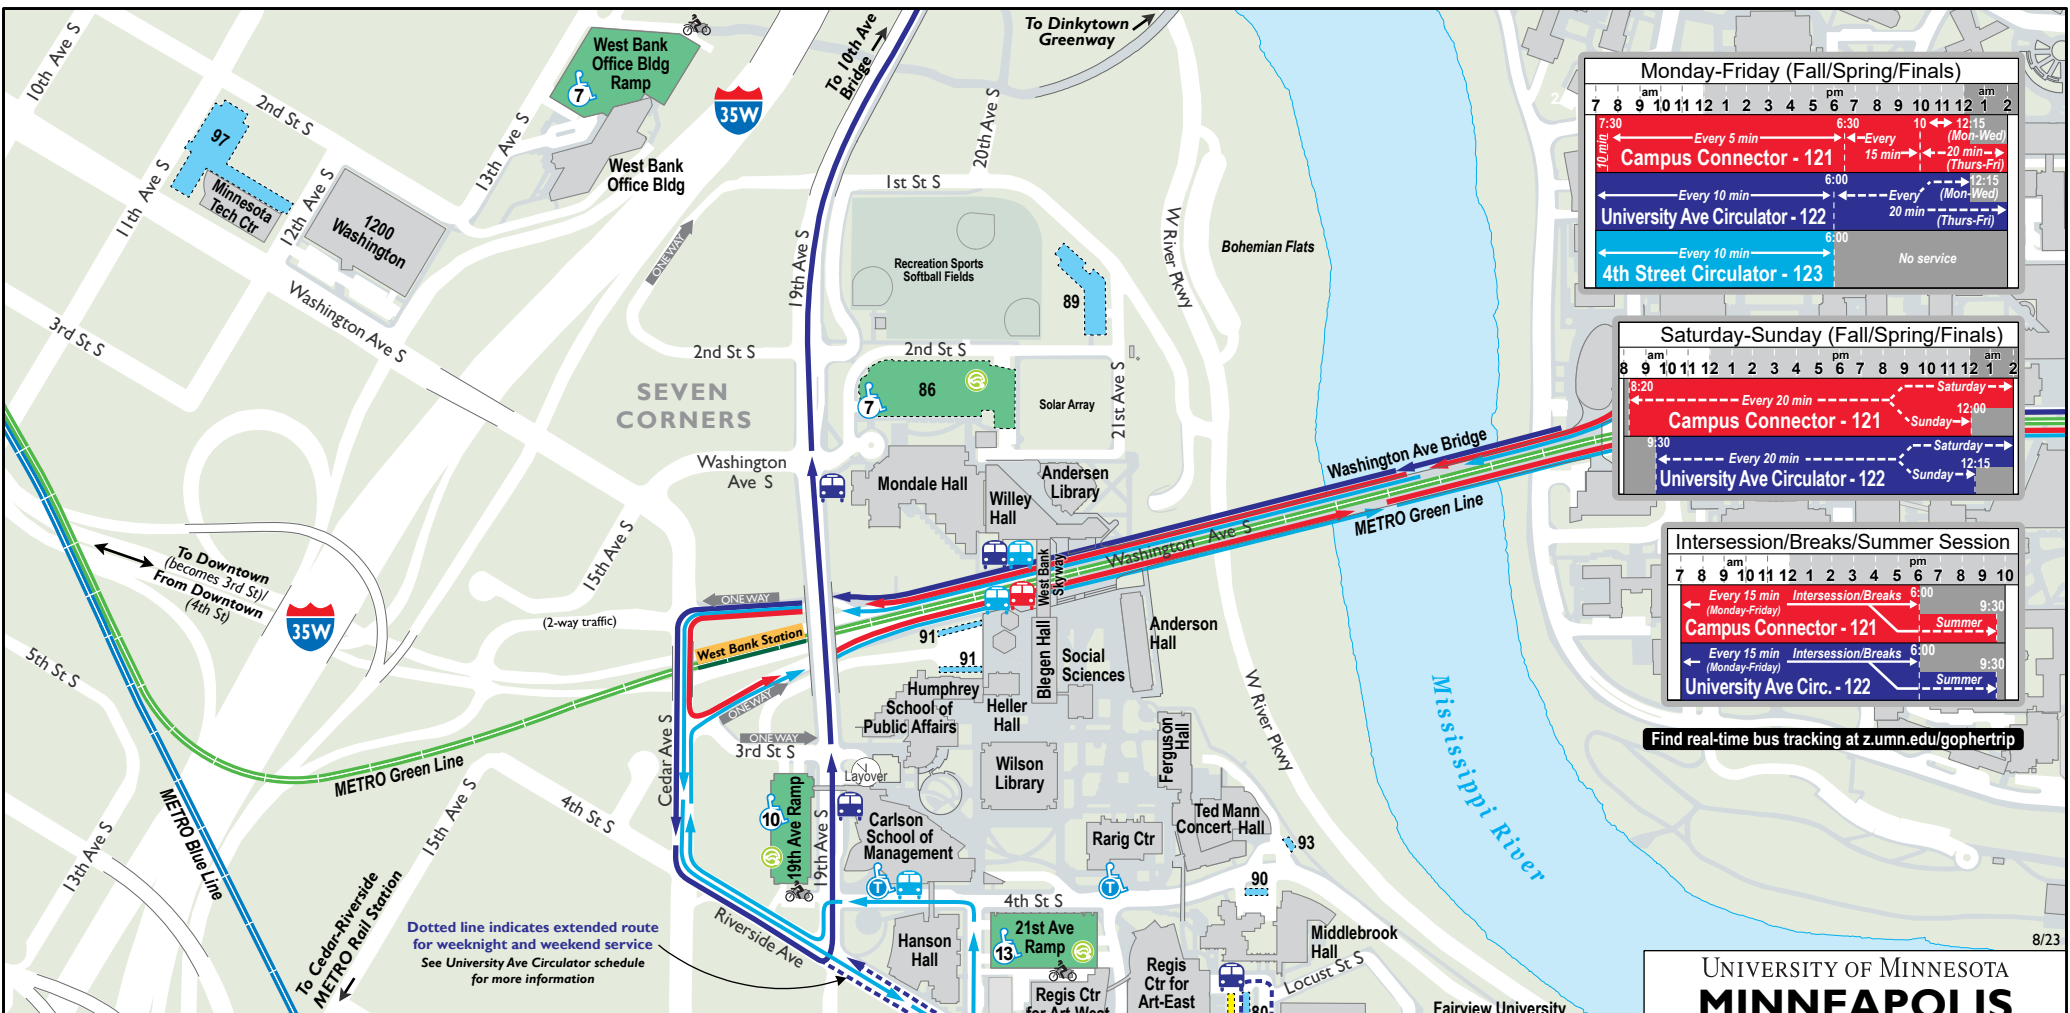 10th Ave S
2nd St S
97
11th Ave S
Minnesota
Tech Ctr
12th Ave S
1200
Washington
13th Ave S
West Bank
Office Bldg
Ramp
7
West Bank
Office Bldg
35W
To 10th Ave
Bridge
To Dinkytown
Greenway
20th Ave S
1st St S
19th Ave S
ONEWAY
Recreation Sports
Softball Fields
89
W River Pkwy
Bohemian Flats
3rd St S
Washington Ave S
2nd St S
2nd St S
SEVEN
CORNERS
86
7
Solar Array
21st Ave S
Washington
Ave S
Mondale Hall
Willey
Hall
Andersen
Library
Washington Ave Bridge
METRO Green Line
Washington Ave S
West Bank
Skyway
To Downtown
(becomes 3rd St)/
From Downtown
(4th St)
35W
15th Ave S
(2-way traffic)
ONEWAY
West Bank Station
91
91
Blegen Hall
Social
Sciences
Anderson
Hall
Humphrey
School of
Public Affairs
Heller
Hall
ONEWAY
ONEWAY
3rd St S
5th St S
Cedar Ave S
METRO Green Line
METRO Blue Line
4th St S
15th Ave S
13th Ave S
To Cedar-Riverside
METRO Rail Station
Layover
10
19th Ave Ramp
19th Ave S
Carlson
School of
Management
T
Wilson
Library
Ferguson
Hall
Ted Mann
Concert Hall
Rarig Ctr
T
93
90
W River Pkwy
Mississippi River
4th St S
Riverside Ave
Dotted line indicates extended route
for weeknight and weekend service
See University Ave Circulator schedule
for more information
Hanson
Hall
21st Ave
Ramp
13
Regis Ctr
for Art-West
Regis
Ctr for
Art-East
Middlebrook
Hall
Locust St S
80
Fairview University
Monday-Friday (Fall/Spring/Finals)
am pm am
7 8 9 10 11 12 1 2 3 4 5 6 7 8 9 10 11 12 1 2
7:30 6:30 10 12:15
10 min
Every 5 min
Every
15 min
(Mon-Wed)
20 min
(Thurs-Fri)
Campus Connector - 121
6:00 12:15
Every 10 min
Every
20 min
(Mon-Wed)
(Thurs-Fri)
University Ave Circulator - 122
6:00
Every 10 min
No service
4th Street Circulator - 123
Saturday-Sunday (Fall/Spring/Finals)
am pm am
8 9 10 11 12 1 2 3 4 5 6 7 8 9 10 11 12 1 2
8:20 Saturday
Every 20 min
12:00
Campus Connector - 121 Sunday
9:30 Saturday
Every 20 min
12:15
University Ave Circulator - 122 Sunday
Intersession/Breaks/Summer Session
am pm
7 8 9 10 11 12 1 2 3 4 5 6 7 8 9 10
Every 15 min Intersession/Breaks 6:00
(Monday-Friday) 9:30
Campus Connector - 121 Summer
Every 15 min Intersession/Breaks 6:00
(Monday-Friday) 9:30
University Ave Circ. - 122 Summer
Find real-time bus tracking at z.umn.edu/gophertrip
8/23
UNIVERSITY OF MINNESOTA
MINNEAPOLIS